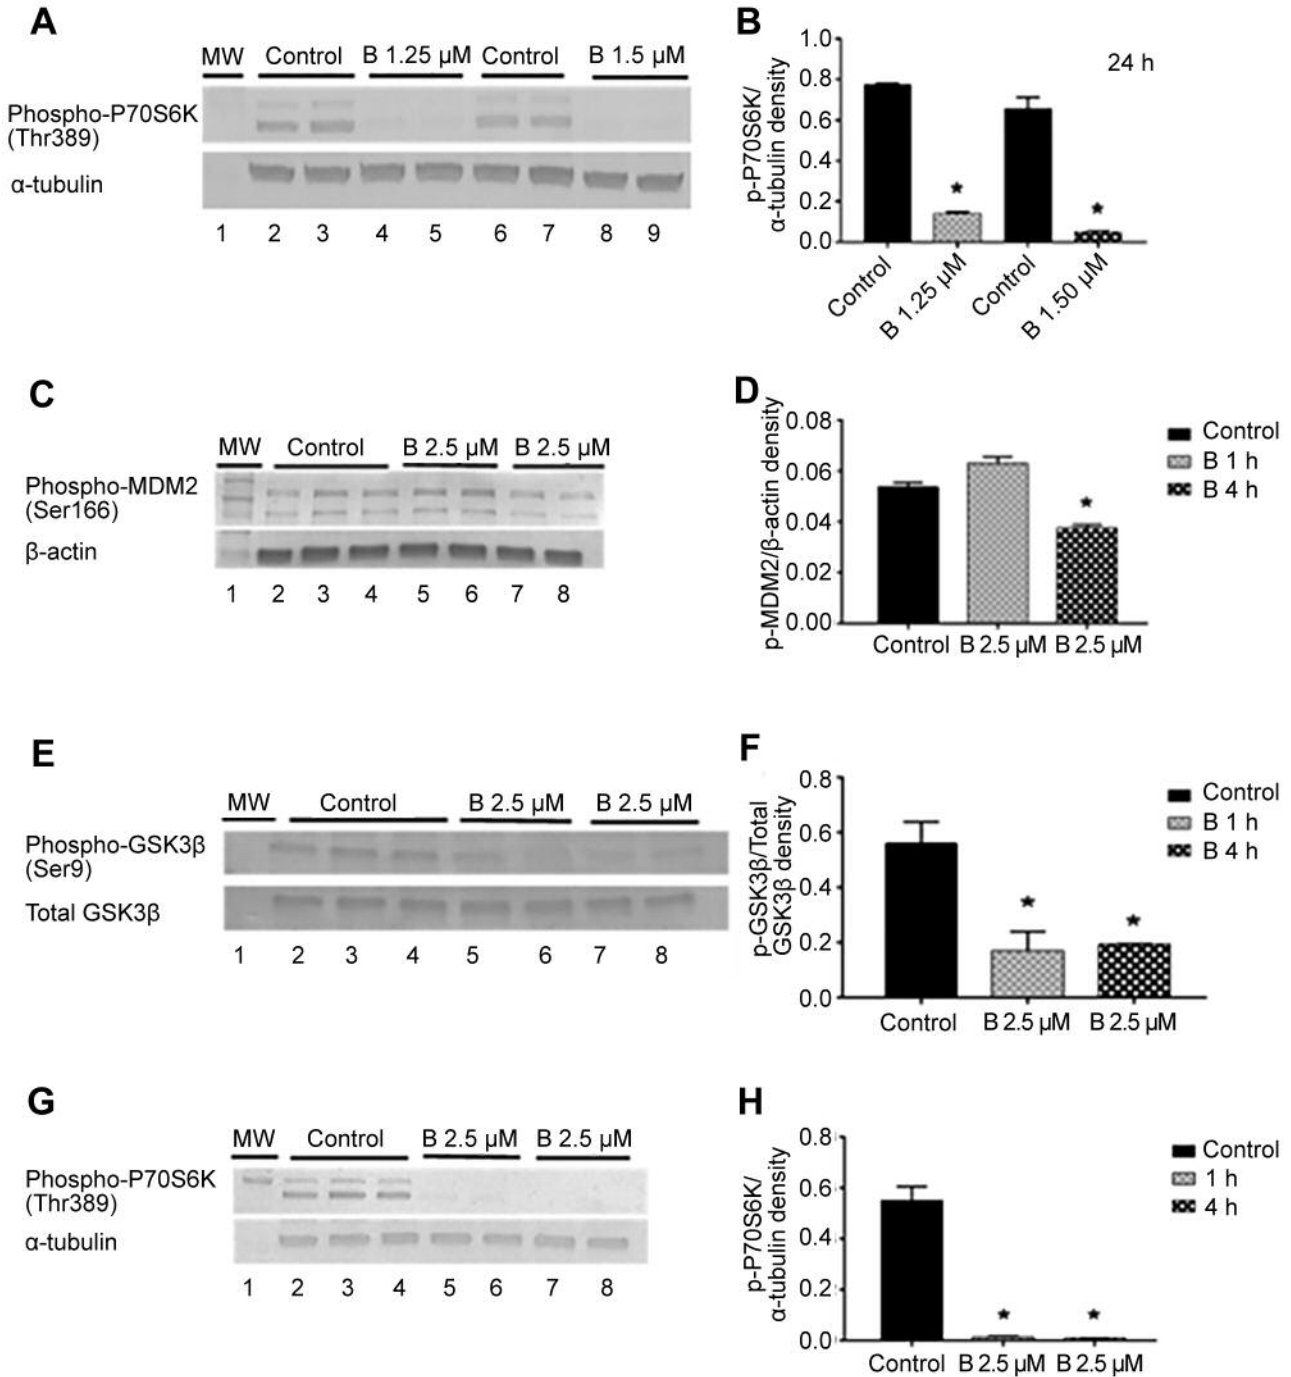 A
MW Control B 1.25 µM Control B 1.5 µM
Phospho-P70S6K
(Thr389)
α-tubulin
1 2 3 4 5 6 7 8 9
B
24 h
p-P70S6K/
α-tubulin density
1.0
0.8
0.6
0.4
0.2
0.0
★ ★
Control B 1.25 µM Control B 1.50 µM
C
MW Control B 2.5 µM B 2.5 µM
Phospho-MDM2
(Ser166)
β-actin
1 2 3 4 5 6 7 8
D
p-MDM2/β-actin density
0.08
0.06
0.04
0.02
0.00
★
Control B 2.5 µM B 2.5 µM
Control
B 1 h
B 4 h
E
MW Control B 2.5 µM B 2.5 µM
Phospho-GSK3β
(Ser9)
Total GSK3β
1 2 3 4 5 6 7 8
F
p-GSK3β/Total
GSK3β density
0.8
0.6
0.4
0.2
0.0
★ ★
Control B 2.5 µM B 2.5 µM
Control
B 1 h
B 4 h
G
MW Control B 2.5 µM B 2.5 µM
Phospho-P70S6K
(Thr389)
α-tubulin
1 2 3 4 5 6 7 8
H
p-P70S6K/
α-tubulin density
0.8
0.6
0.4
0.2
0.0
★ ★
Control B 2.5 µM B 2.5 µM
Control
1 h
4 h